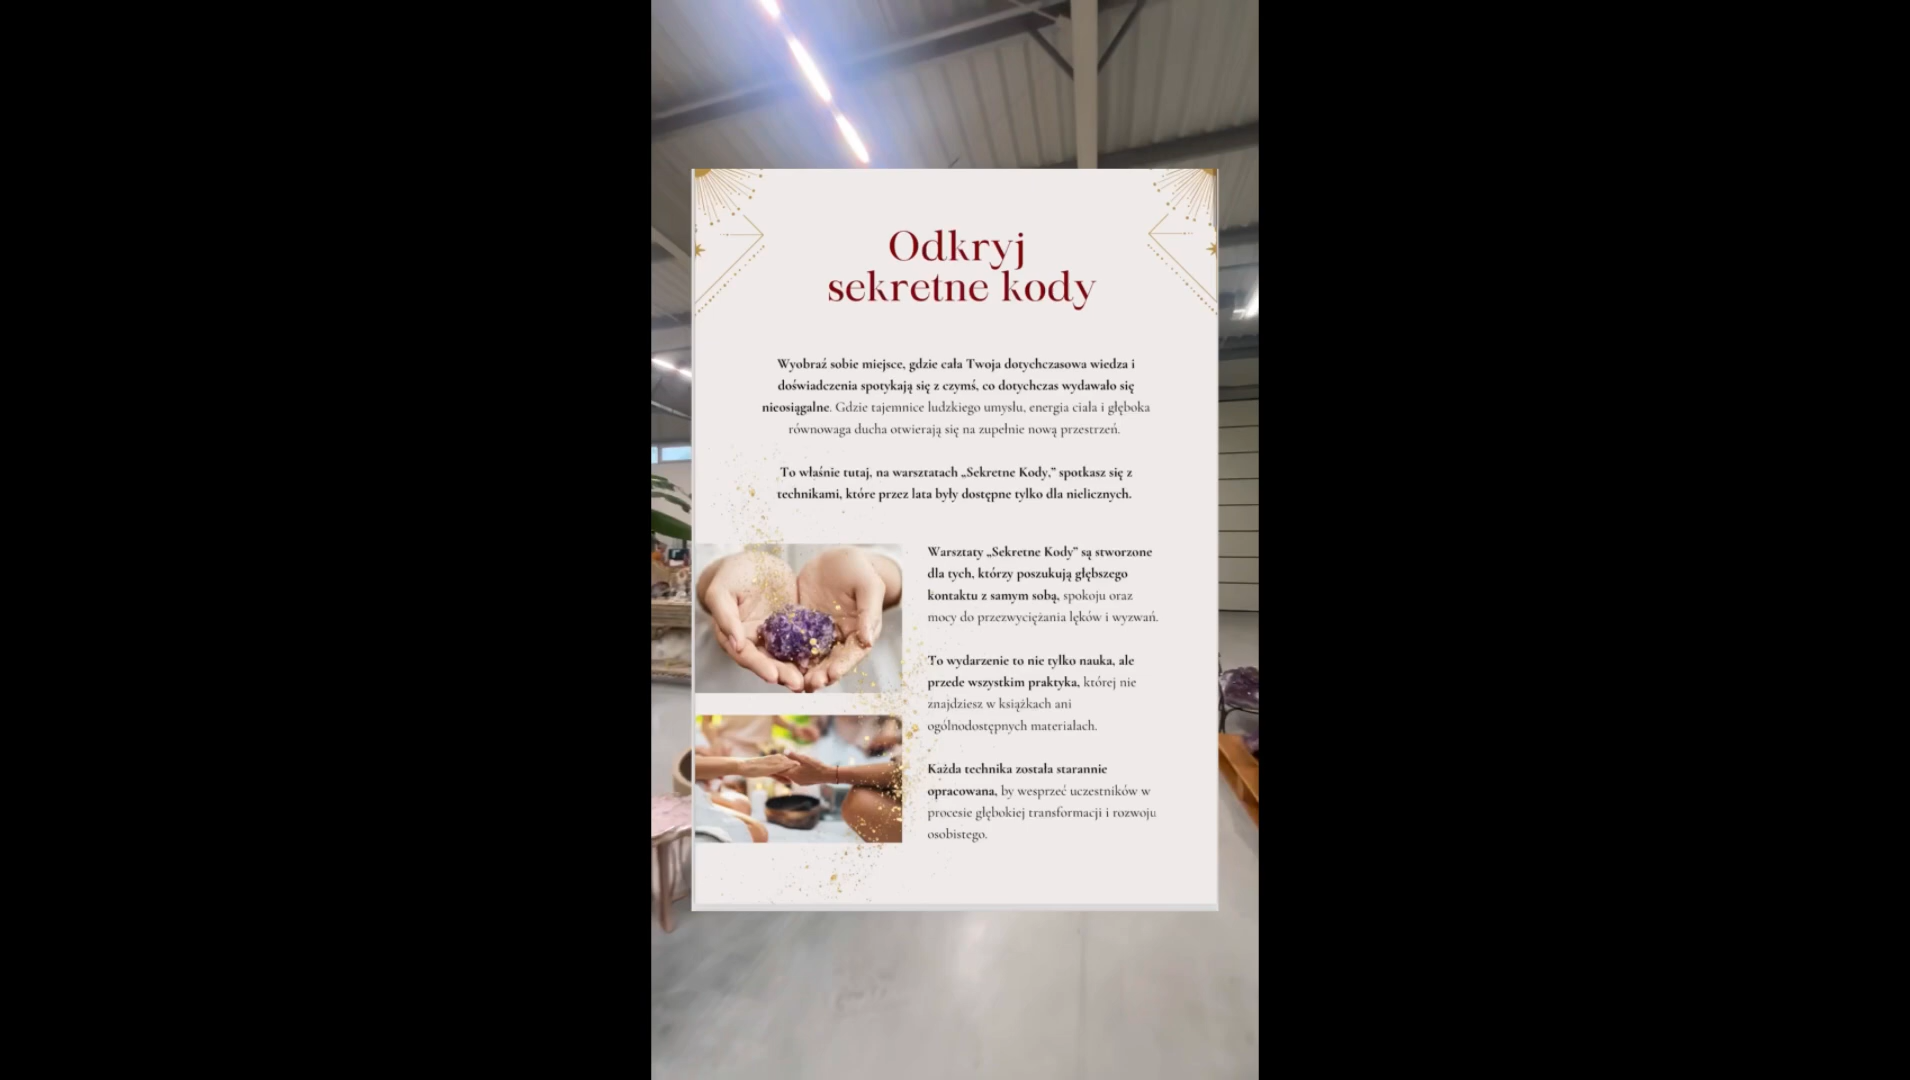 Odkryj
sekretne kody
Wyobraź sobie miejsce, gdzie cała Twoja dotychczasowa wiedza i
doświadczenia spotykają się z czymś, co dotychczas wydawało się
nieosiągalne. Gdzie tajemnice ludzkiego umysłu, energia ciała i głęboka
równowaga ducha otwierają się na zupełnie nową przestrzeń.
To właśnie tutaj, na warsztatach „Sekretne Kody,” spotkasz się z
technikami, które przez lata były dostępne tylko dla nielicznych.
Warsztaty „Sekretne Kody” są stworzone
dla tych, którzy poszukują głębszego
kontaktu z samym sobą, spokoju oraz
mocy do przezwyciężania lęków i wyzwań.
To wydarzenie to nie tylko nauka, ale
przede wszystkim praktyka, której nie
znajdziesz w książkach ani
ogólnodostępnych materiałach.
Każda technika została starannie
opracowana, by wesprzeć uczestników w
procesie głębokiej transformacji i rozwoju
osobistego.